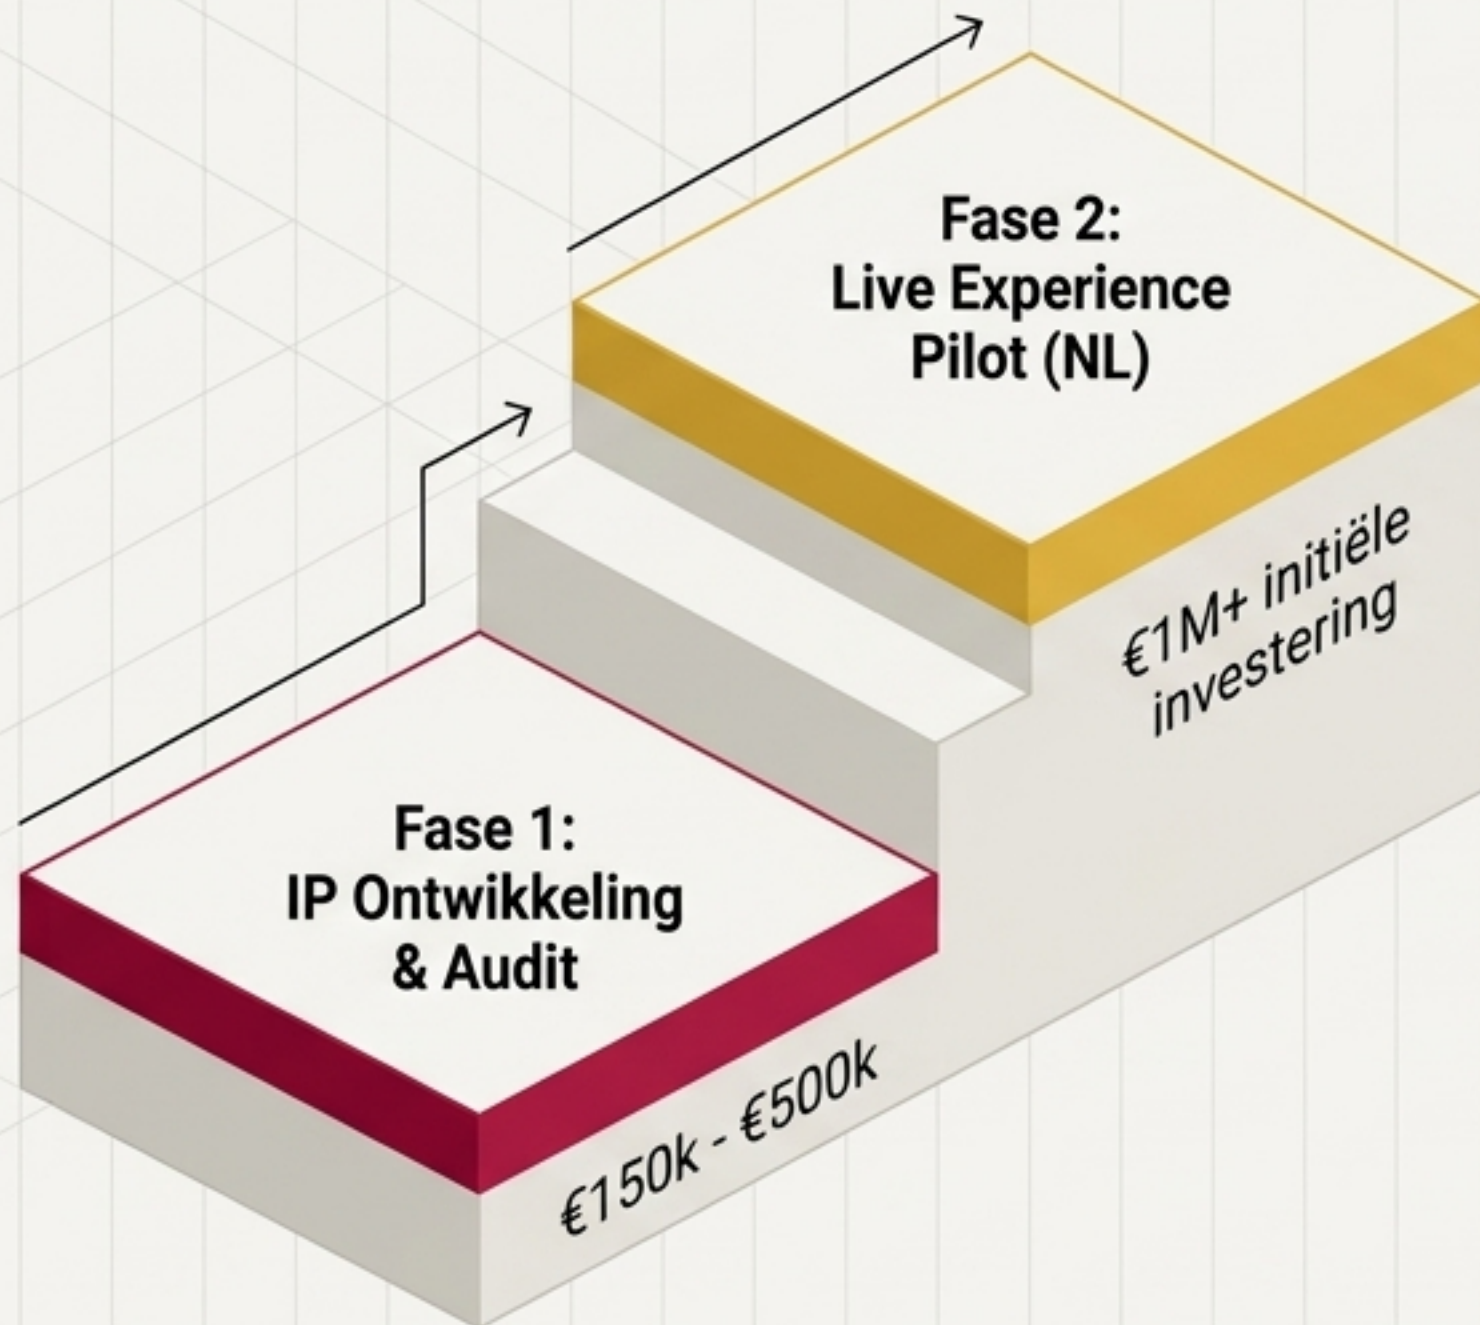 Fase 2:
Live Experience
Pilot (NL)
€1M+ initiële
investering
Fase 1:
IP Ontwikkeling
& Audit
€150k - €500k